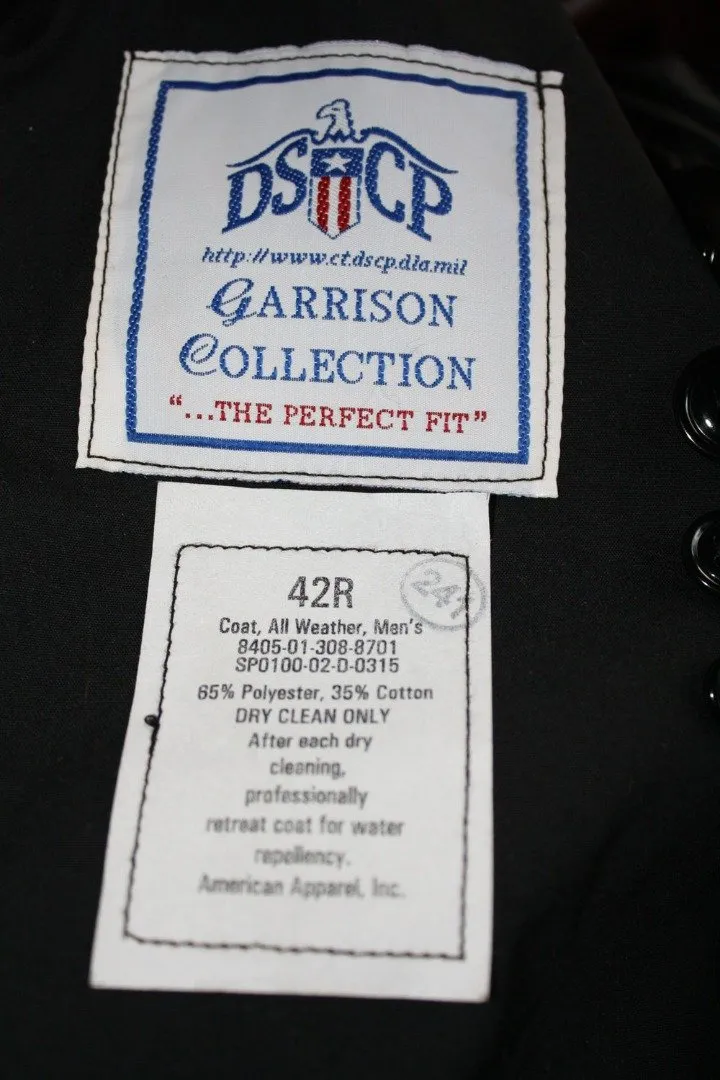 DSCP
http://www.ct.dscp.dla.mil
GARRISON
COLLECTION
"...THE PERFECT FIT"
42R
241
Coat, All Weather, Men's
8405-01-308-8701
SP0100-02-D-0315
65% Polyester, 35% Cotton
DRY CLEAN ONLY
After each dry
cleaning,
professionally
retreat coat for water
repellency.
American Apparel, Inc.